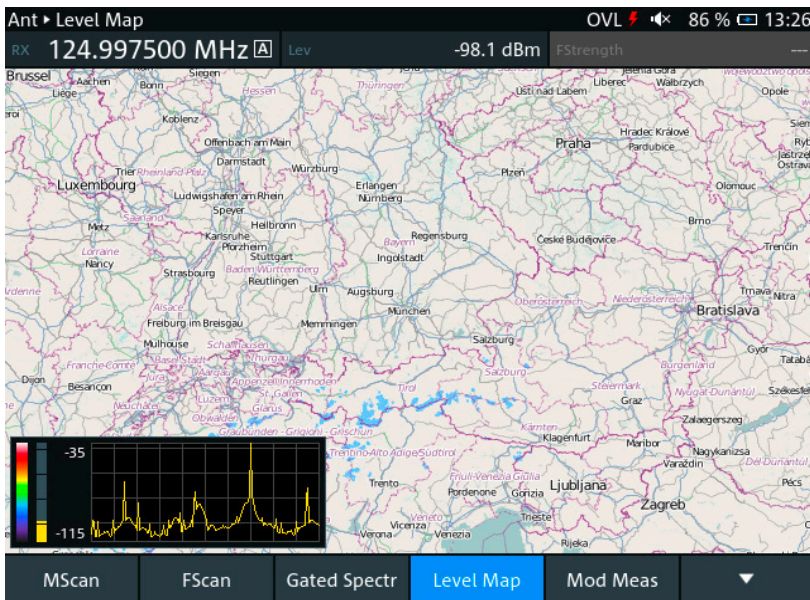 Ant ▸ Level Map OVL 86 % 13:26
RX 124.997500 MHz A Lev -98.1 dBm FStrength ---
Brussel
Aachen
Siegen
Liège
Bonn
Hessen
Thüringen
Ústí nad Labem
Liberec
Jelenia Góra
Wałbrzych
Opole
Koblenz
Offenbach am Main
Darmstadt
Praha
Hradec Králové
Pardubice
Trier
Rheinland-Pfalz
Würzburg
Luxembourg
Ludwigshafen am Rhein
Speyer
Erlangen
Nürnberg
Plzeň
Olomouc
Saarland
Metz
Heilbronn
Lorraine
Nancy
Karlsruhe
Pforzheim
Stuttgart
Bayern
Regensburg
Ingolstadt
České Budějovice
Brno
Trenčín
Strasbourg
Baden-Württemberg
Reutlingen
Ulm
Augsburg
München
Oberösterreich
Niederösterreich
Trnava
Nitra
Bratislava
Alsace
Freiburg im Breisgau
Memmingen
Salzburg
Mulhouse
Schaffhausen
Basel-Stadt
Thurgau
Jura
Aargau
Franche-Comté
Dijon
Besançon
Appenzell Innerrhoden
St. Gallen
Luzern
Glarus
Obwalden
Neuchâtel
Tirol
Salzburg
Steiermark
Graz
Burgenland
Győr
Nyugat-Dunántúl
Graubünden - Grigioni - Grischun
Kärnten
Klagenfurt
Maribor
Zalaegerszeg
Nagykanizsa
Varaždin
Dél-Dunántúl
Pécs
Trentino-Alto Adige/Südtirol
Trento
Friuli-Venezia Giulia
Pordenone
Gorizia
Ljubljana
Zagreb
Veneto
Vicenza
Verona
Venezia
Trieste
Rijeka
-35
-115
MScan FScan Gated Spectr Level Map Mod Meas ▼